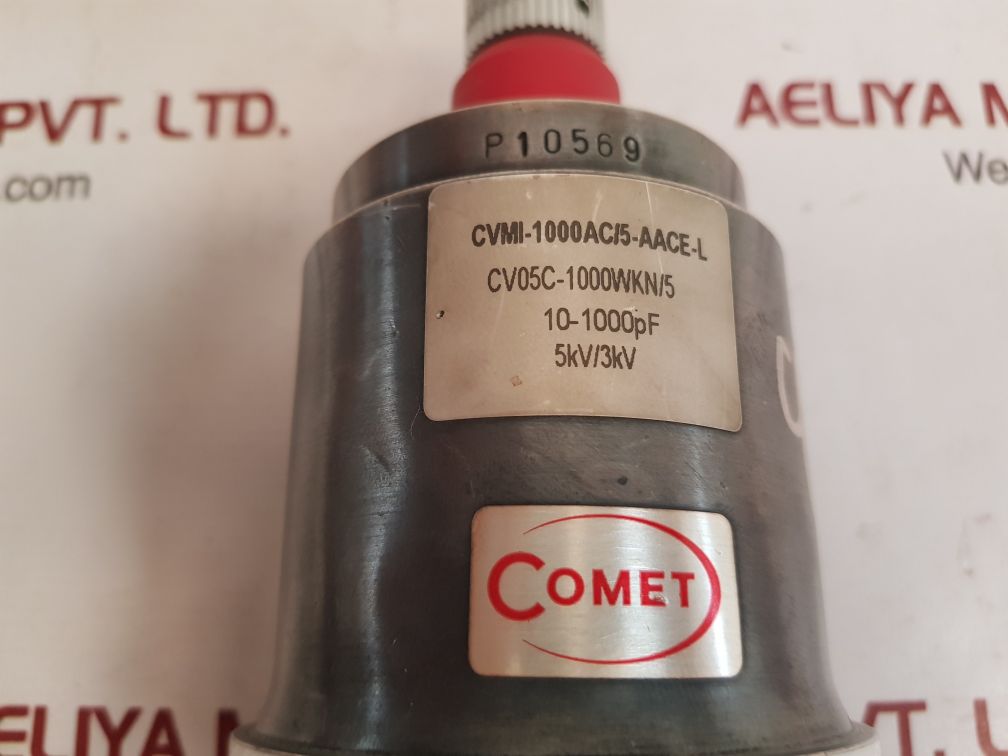 PVT. LTD.
.com
AELIYA M
We
P10569
CVMI-1000AC/5-AACE-L
CV05C-1000WKN/5
10-1000pF
5kV/3kV
COMET
AELIYA M
VT. L